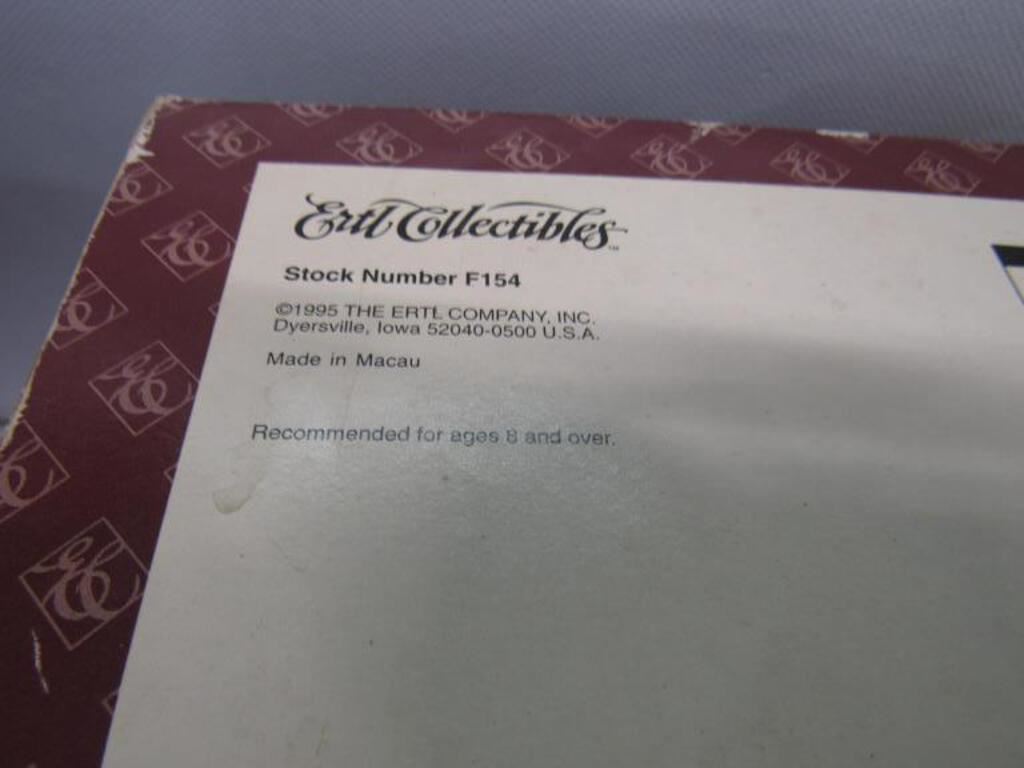 Ertl Collectibles™
Stock Number F154
©1995 THE ERTL COMPANY, INC.
Dyersville, Iowa 52040-0500 U.S.A.
Made in Macau
Recommended for ages 8 and over.